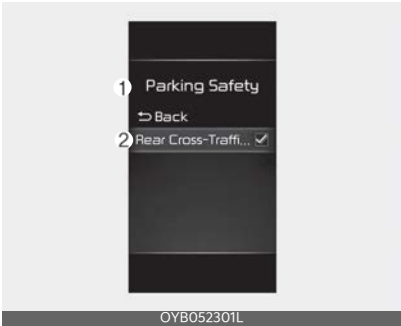 1 Parking Safety
⮌ Back
2 Rear Cross-Traffi...
OYB052301L